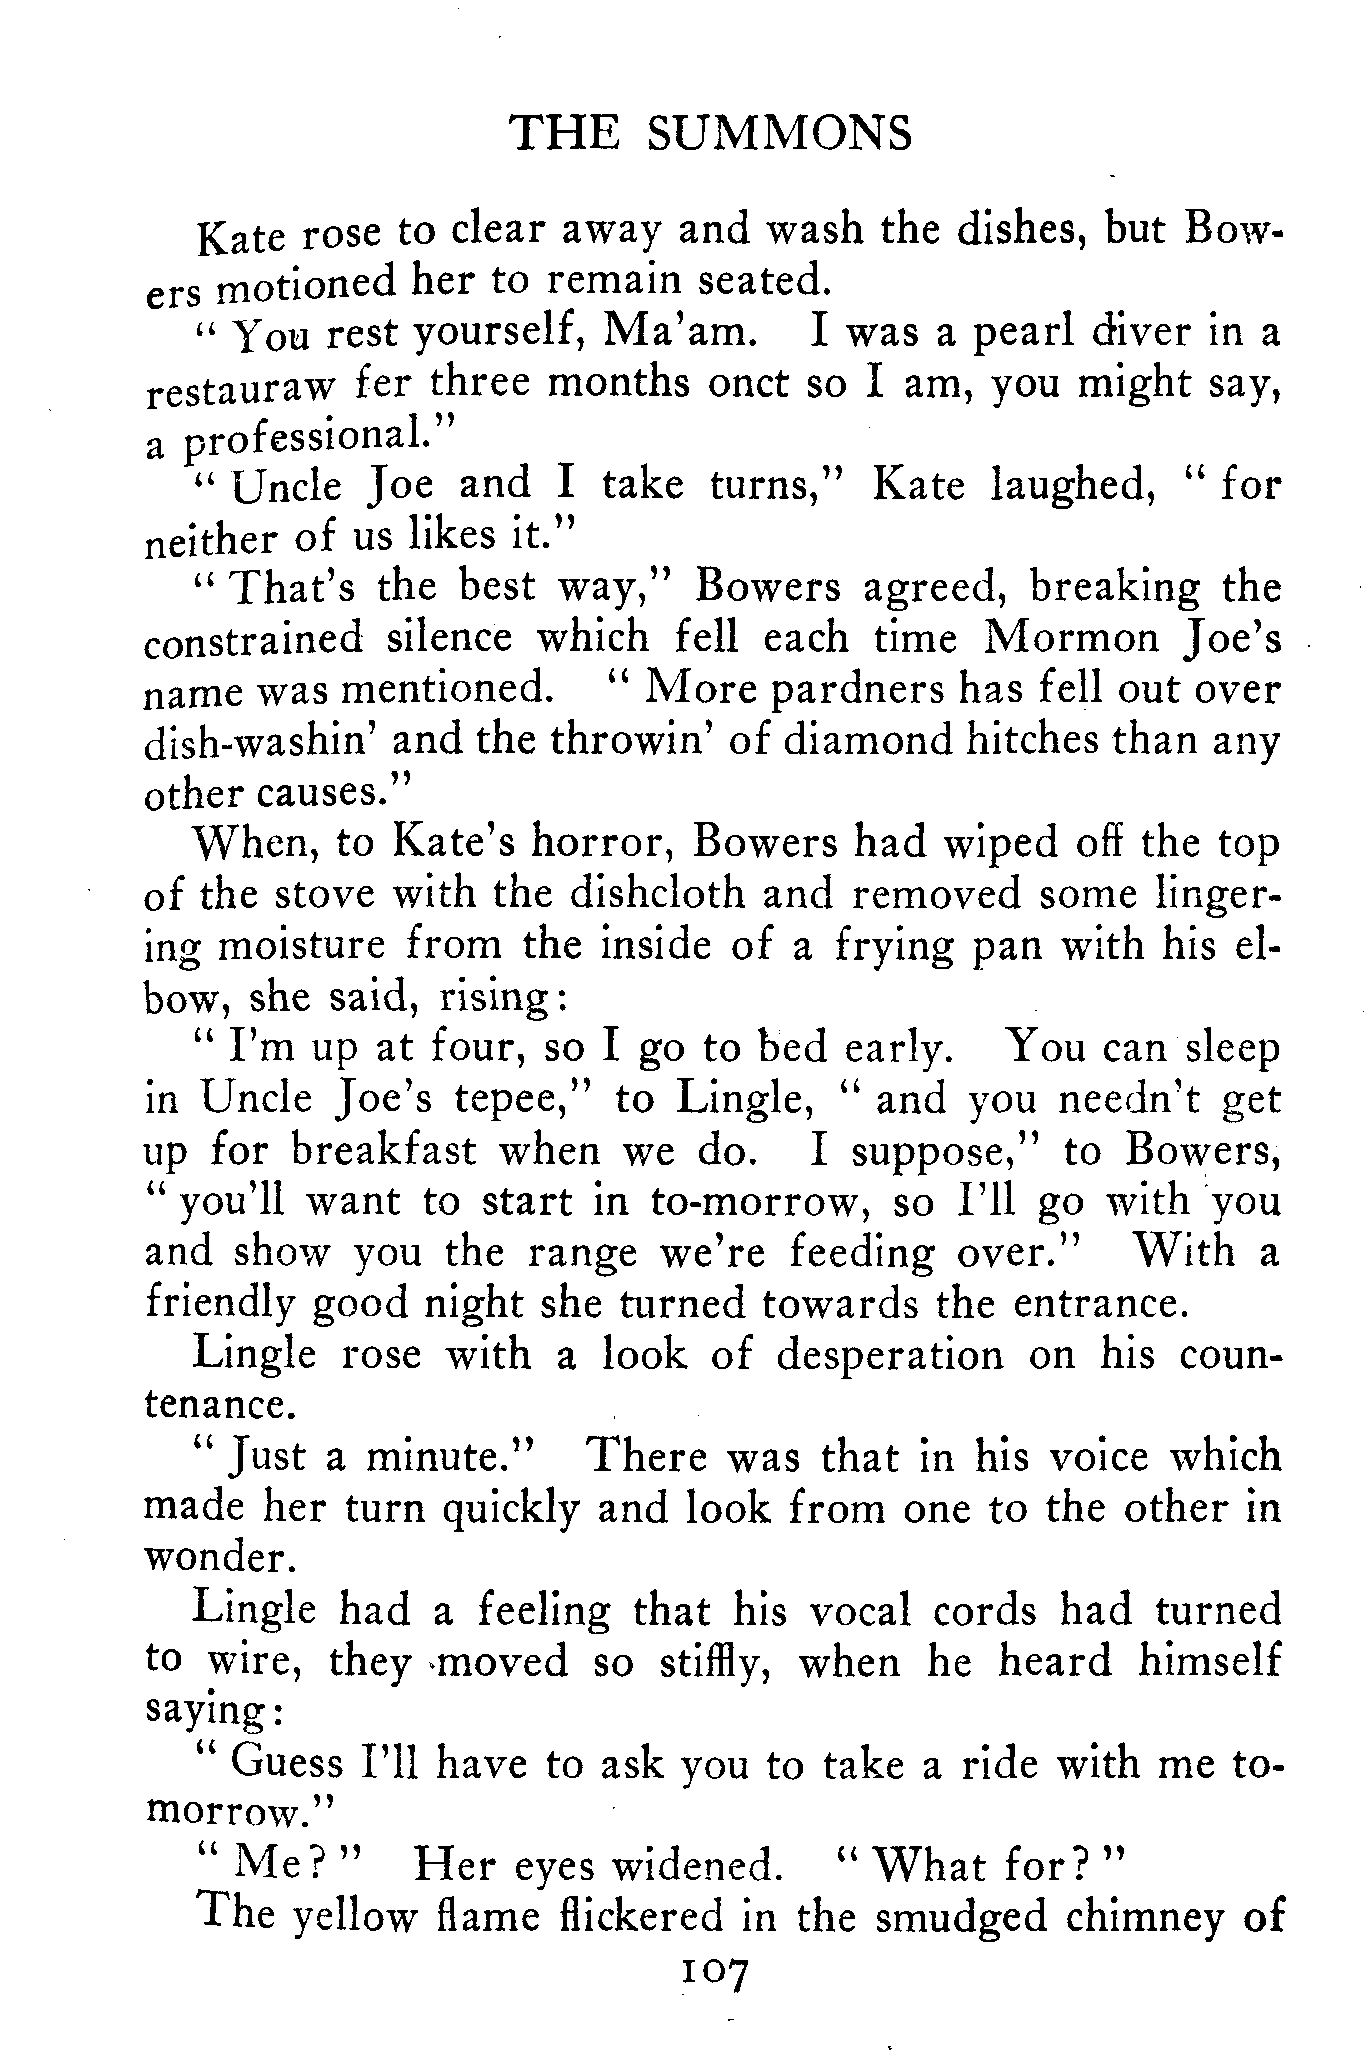 THE SUMMONS
Kate rose to clear away and wash the dishes, but Bow-
ers motioned her to remain seated.
" You rest yourself, Ma'am. I was a pearl diver in a
restauraw fer three months onct so I am, you might say,
a professional."
" Uncle Joe and I take turns," Kate laughed, " for
neither of us likes it."
" That's the best way," Bowers agreed, breaking the
constrained silence which fell each time Mormon Joe's
name was mentioned. " More pardners has fell out over
dish-washin' and the throwin' of diamond hitches than any
other causes."
When, to Kate's horror, Bowers had wiped off the top
of the stove with the dishcloth and removed some linger-
ing moisture from the inside of a frying pan with his el-
bow, she said, rising:
" I'm up at four, so I go to bed early. You can sleep
in Uncle Joe's tepee," to Lingle, " and you needn't get
up for breakfast when we do. I suppose," to Bowers,
" you'll want to start in to-morrow, so I'll go with you
and show you the range we're feeding over." With a
friendly good night she turned towards the entrance.
Lingle rose with a look of desperation on his coun-
tenance.
" Just a minute." There was that in his voice which
made her turn quickly and look from one to the other in
wonder.
Lingle had a feeling that his vocal cords had turned
to wire, they moved so stiffly, when he heard himself
saying:
" Guess I'll have to ask you to take a ride with me to-
morrow."
" Me? " Her eyes widened. " What for? "
The yellow flame flickered in the smudged chimney of
107